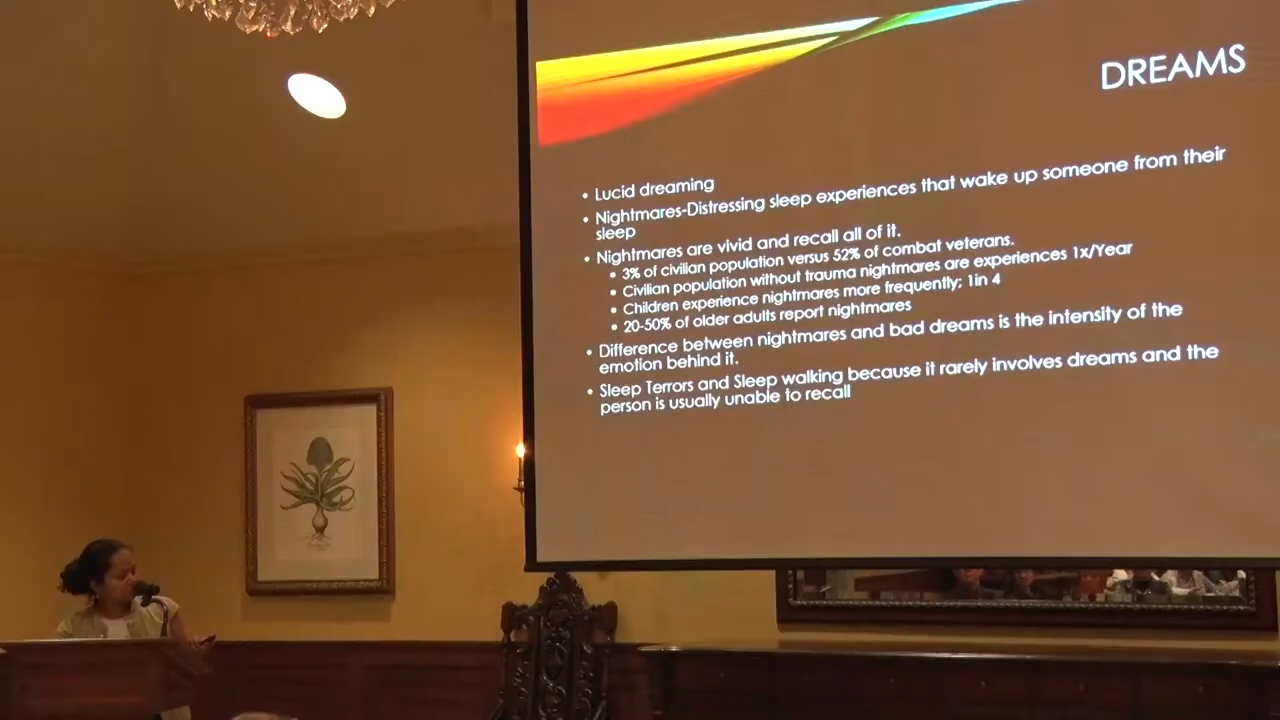 DREAMS
• Lucid dreaming
• Nightmares-Distressing sleep experiences that wake up someone from their
sleep
• Nightmares are vivid and recall all of it.
• 3% of civilian population versus 52% of combat veterans.
• Civilian population without trauma nightmares are experiences 1x/Year
• Children experience nightmares more frequently; 1in 4
• 20-50% of older adults report nightmares
• Difference between nightmares and bad dreams is the intensity of the
emotion behind it.
• Sleep Terrors and Sleep walking because it rarely involves dreams and the
person is usually unable to recall